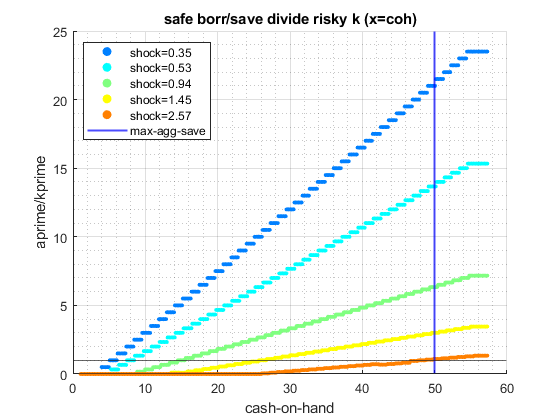 safe borr/save divide risky k (x=coh)
25
20
15
10
5
0
aprime/kprime
shock=0.35
shock=0.53
shock=0.94
shock=1.45
shock=2.57
max-agg-save
0 10 20 30 40 50 60
cash-on-hand